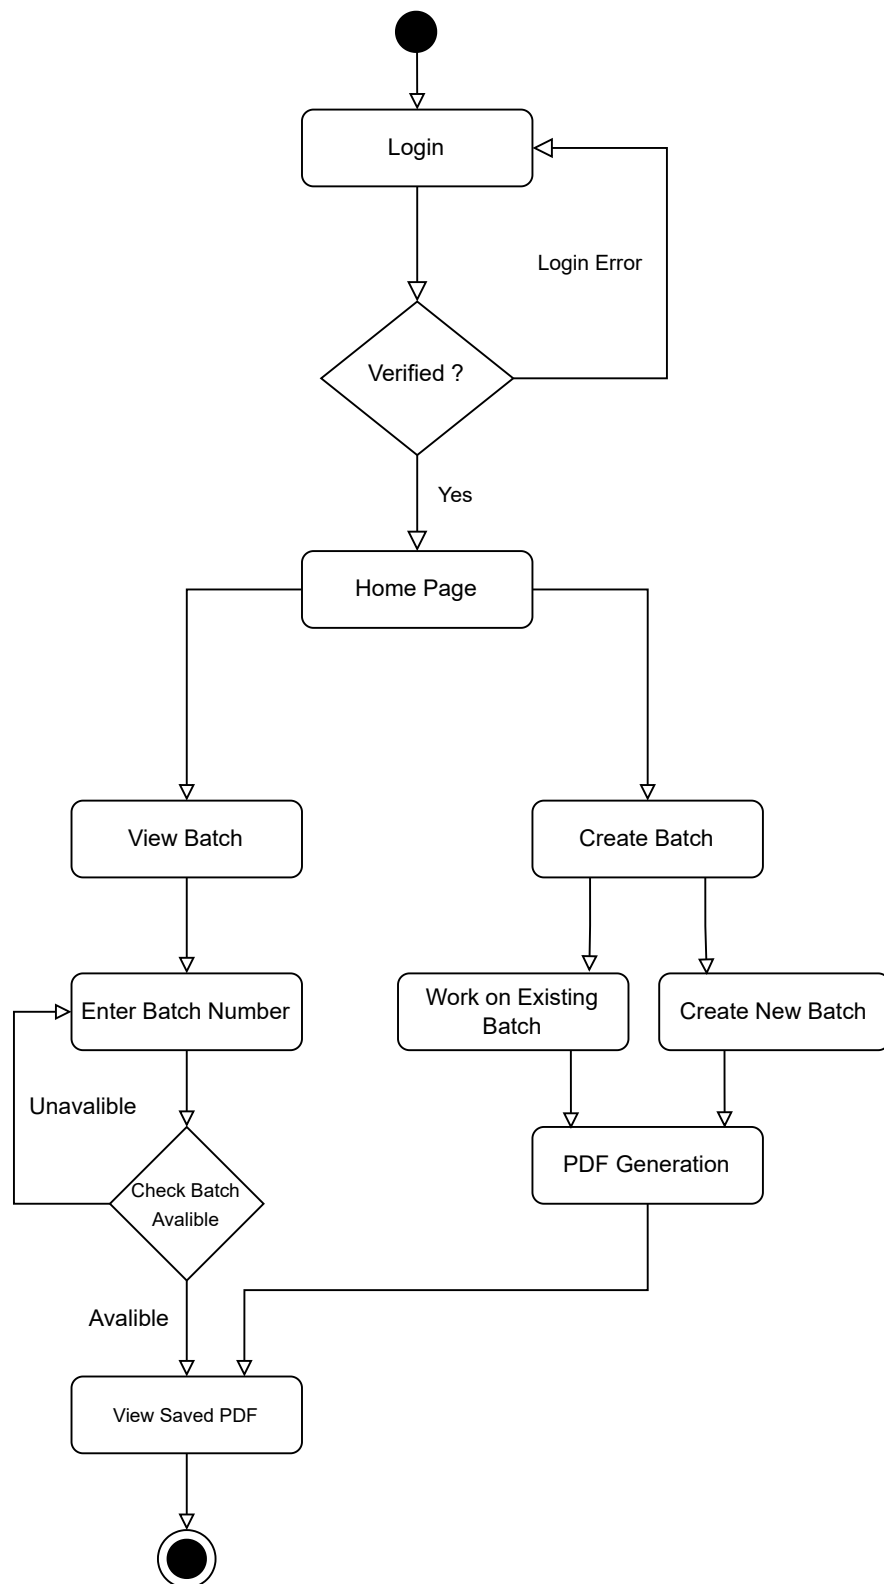 Login
Login Error
Verified ?
Yes
Home Page
View Batch
Create Batch
Enter Batch Number
Work on Existing
Batch
Create New Batch
Unavalible
Check Batch
Avalible
PDF Generation
Avalible
View Saved PDF